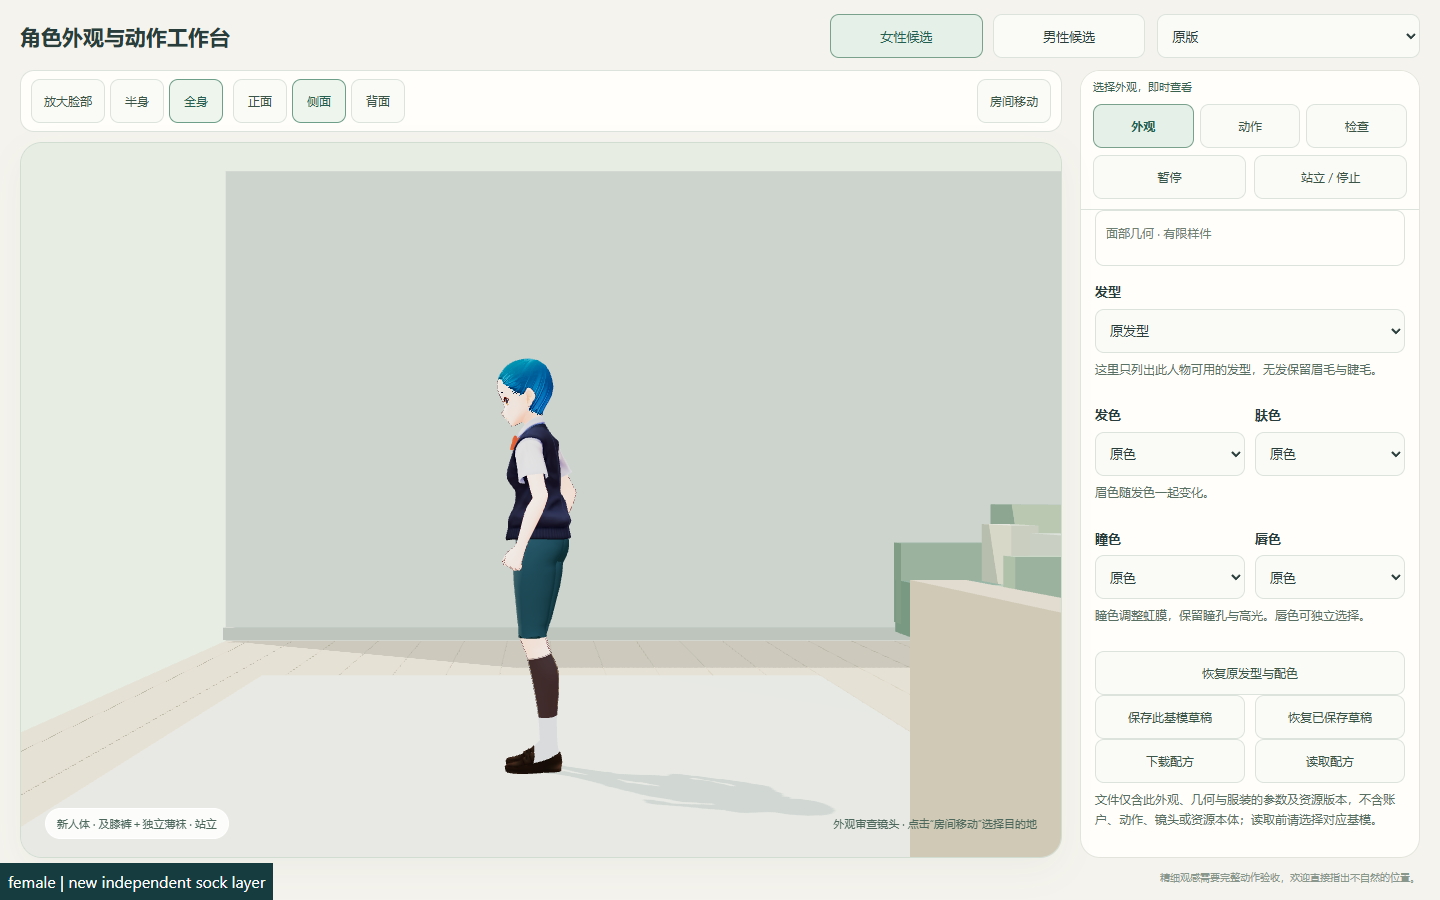 角色外观与动作工作台
女性候选
男性候选
原版
放大脸部
半身
全身
正面
侧面
背面
房间移动
选择外观，即时查看
外观
动作
检查
暂停
站立 / 停止
面部几何 · 有限样件
发型
原发型
这里只列出此人物可用的发型，无发保留眉毛与睫毛。
发色
肤色
原色
原色
眉色随发色一起变化。
瞳色
唇色
原色
原色
瞳色调整虹膜，保留瞳孔与高光。唇色可独立选择。
恢复原发型与配色
保存此基模草稿
恢复已保存草稿
下载配方
读取配方
文件仅含此外观、几何与服装的参数及资源版本，不含账
户、动作、镜头或资源本体；读取前请选择对应基模。
新人体 · 及膝裤 + 独立薄袜 · 站立
外观审查镜头 · 点击“房间移动”选择目的地
female | new independent sock layer
精细观感需要完整动作验收，欢迎直接指出不自然的位置。